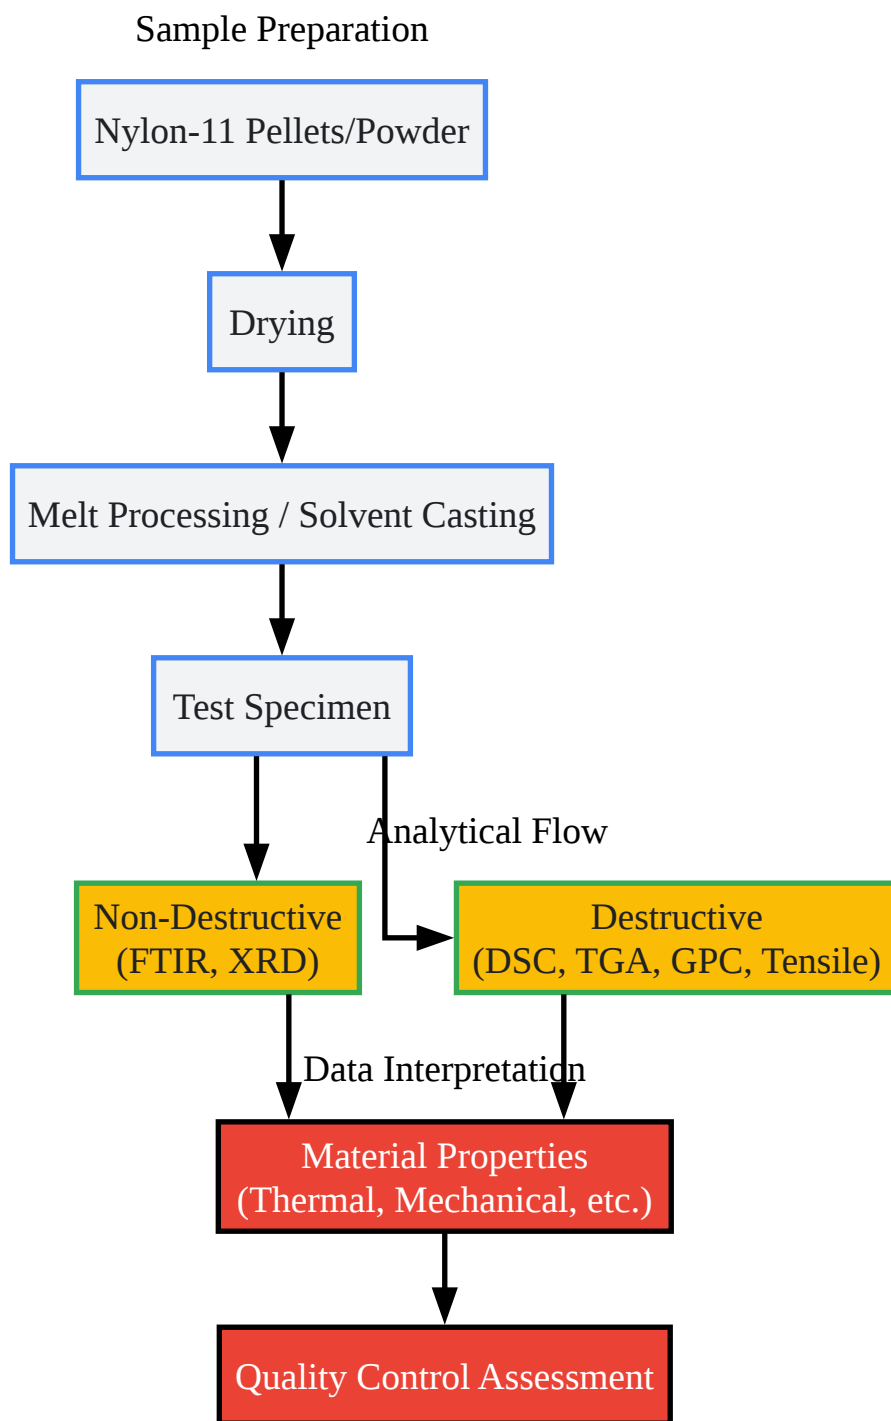 Sample Preparation
Nylon-11 Pellets/Powder
Drying
Melt Processing / Solvent Casting
Test Specimen
Analytical Flow
Non-Destructive
(FTIR, XRD)
Destructive
(DSC, TGA, GPC, Tensile)
Data Interpretation
Material Properties
(Thermal, Mechanical, etc.)
Quality Control Assessment